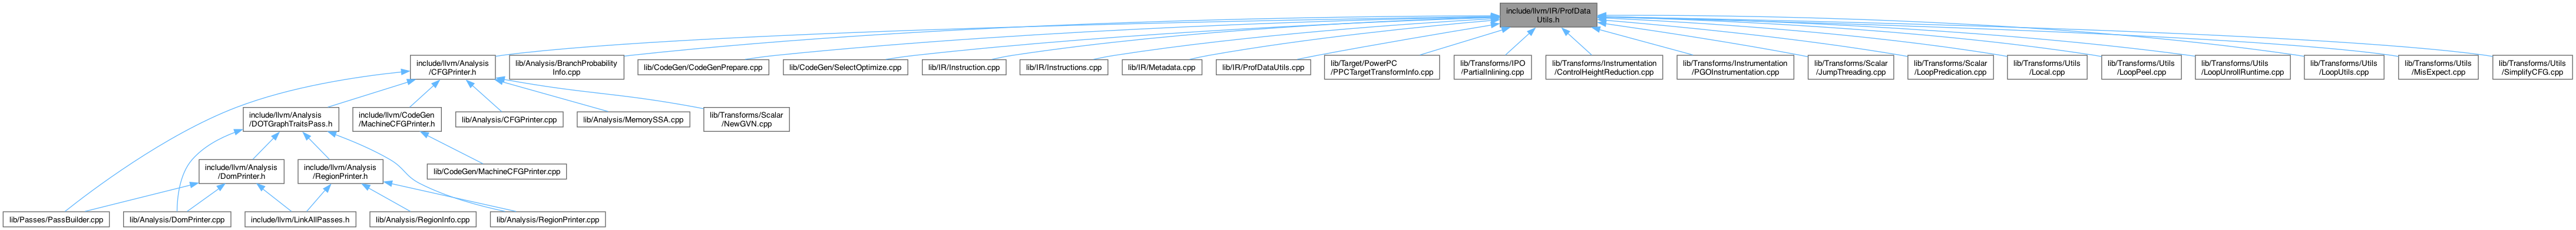 include/llvm/IR/ProfData
Utils.h
include/llvm/Analysis
/CFGPrinter.h
lib/Analysis/BranchProbability
Info.cpp
lib/CodeGen/CodeGenPrepare.cpp
lib/CodeGen/SelectOptimize.cpp
lib/IR/Instruction.cpp
lib/IR/Instructions.cpp
lib/IR/Metadata.cpp
lib/IR/ProfDataUtils.cpp
lib/Target/PowerPC
/PPCTargetTransformInfo.cpp
lib/Transforms/IPO
/PartialInlining.cpp
lib/Transforms/Instrumentation
/ControlHeightReduction.cpp
lib/Transforms/Instrumentation
/PGOInstrumentation.cpp
lib/Transforms/Scalar
/JumpThreading.cpp
lib/Transforms/Scalar
/LoopPredication.cpp
lib/Transforms/Utils
/Local.cpp
lib/Transforms/Utils
/LoopPeel.cpp
lib/Transforms/Utils
/LoopUnrollRuntime.cpp
lib/Transforms/Utils
/LoopUtils.cpp
lib/Transforms/Utils
/MisExpect.cpp
lib/Transforms/Utils
/SimplifyCFG.cpp
include/llvm/Analysis
/DOTGraphTraitsPass.h
include/llvm/CodeGen
/MachineCFGPrinter.h
lib/Analysis/CFGPrinter.cpp
lib/Analysis/MemorySSA.cpp
lib/Transforms/Scalar
/NewGVN.cpp
include/llvm/Analysis
/DomPrinter.h
include/llvm/Analysis
/RegionPrinter.h
lib/CodeGen/MachineCFGPrinter.cpp
lib/Passes/PassBuilder.cpp
lib/Analysis/DomPrinter.cpp
include/llvm/LinkAllPasses.h
lib/Analysis/RegionInfo.cpp
lib/Analysis/RegionPrinter.cpp